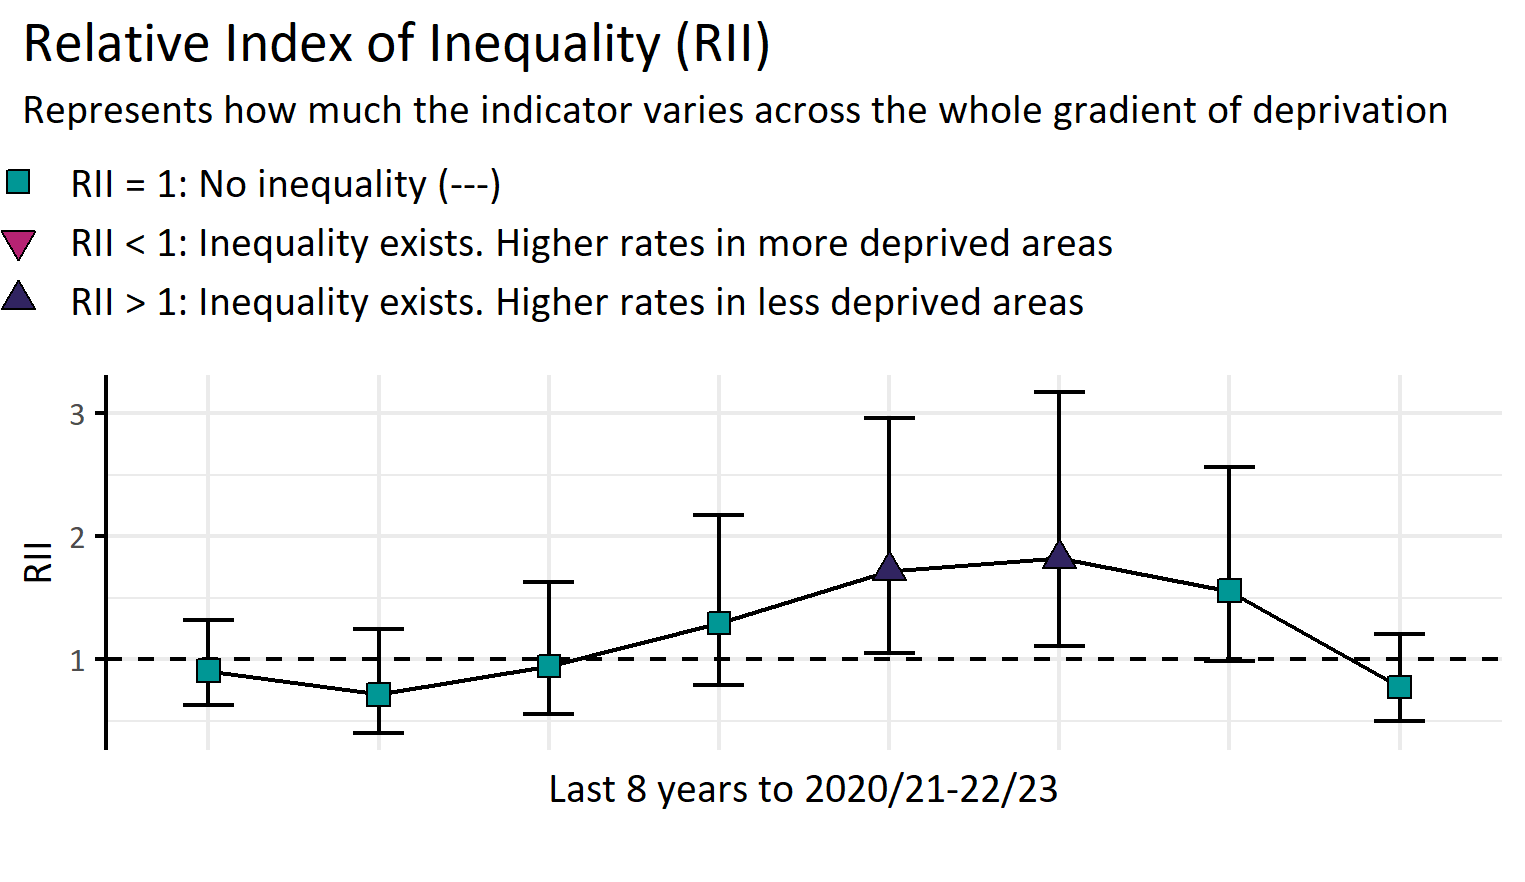 Relative Index of Inequality (RII)
Represents how much the indicator varies across the whole gradient of deprivation
RII = 1: No inequality (---)
RII < 1: Inequality exists. Higher rates in more deprived areas
RII > 1: Inequality exists. Higher rates in less deprived areas
3
2
1
RII
Last 8 years to 2020/21-22/23